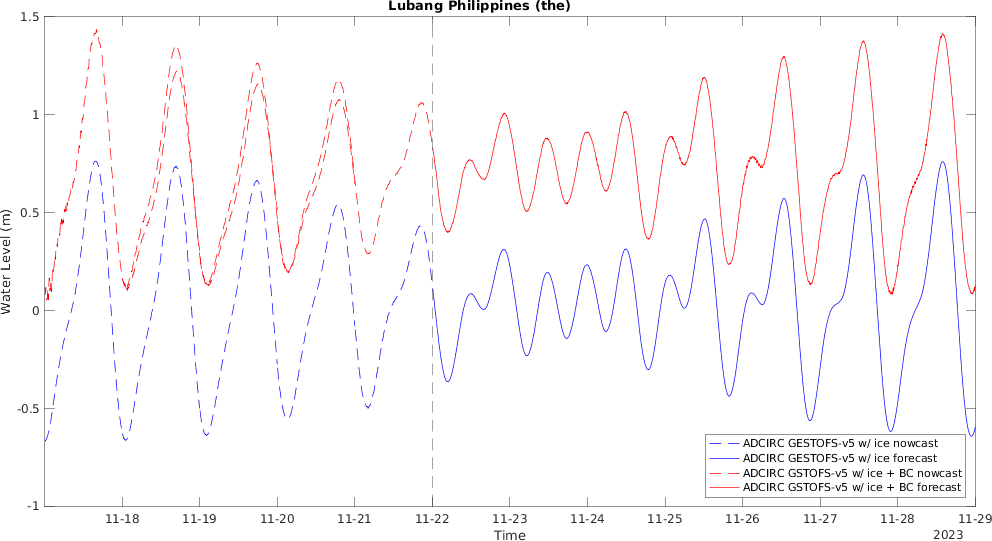 Lubang Philippines (the)
1.5
1
0.5
0
-0.5
-1
Water Level (m)
ADCIRC GESTOFS-v5 w/ ice nowcast
ADCIRC GESTOFS-v5 w/ ice forecast
ADCIRC GSTOFS-v5 w/ ice + BC nowcast
ADCIRC GSTOFS-v5 w/ ice + BC forecast
11-18 11-19 11-20 11-21 11-22 11-23 11-24 11-25 11-26 11-27 11-28 11-29
Time
2023